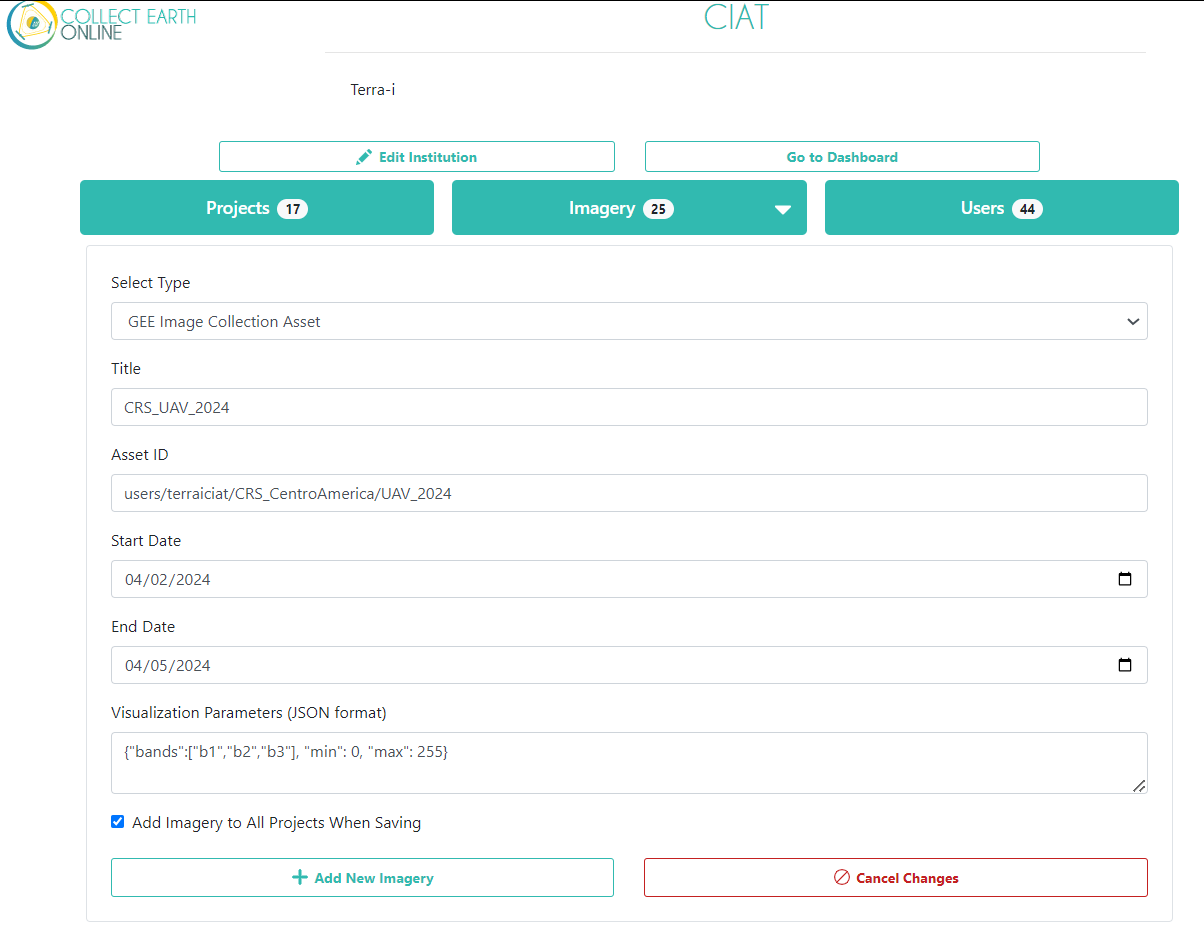 COLLECT EARTH
ONLINE
CIAT
Terra-i
Edit Institution
Go to Dashboard
Projects 17
Imagery 25
Users 44
Select Type
GEE Image Collection Asset
Title
CRS_UAV_2024
Asset ID
users/terraiciat/CRS_CentroAmerica/UAV_2024
Start Date
04/02/2024
End Date
04/05/2024
Visualization Parameters (JSON format)
{"bands":["b1","b2","b3"], "min": 0, "max": 255}
Add Imagery to All Projects When Saving
Add New Imagery
Cancel Changes